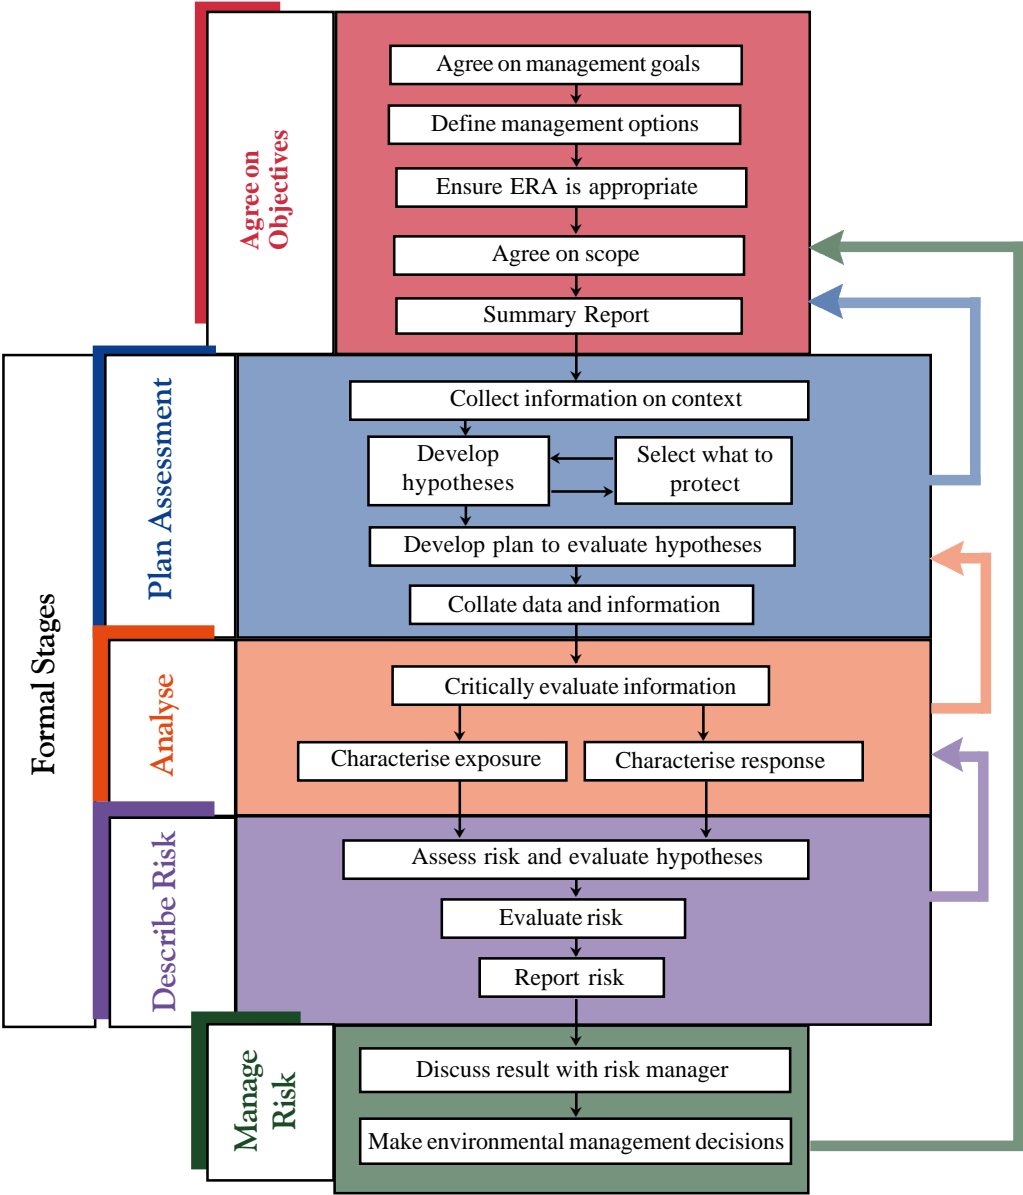 Agree on
Objectives
Agree on management goals
Define management options
Ensure ERA is appropriate
Agree on scope
Summary Report
Formal Stages
Plan Assessment
Collect information on context
Develop
hypotheses
Select what to
protect
Develop plan to evaluate hypotheses
Collate data and information
Analyse
Critically evaluate information
Characterise exposure
Characterise response
Describe Risk
Assess risk and evaluate hypotheses
Evaluate risk
Report risk
Manage
Risk
Discuss result with risk manager
Make environmental management decisions